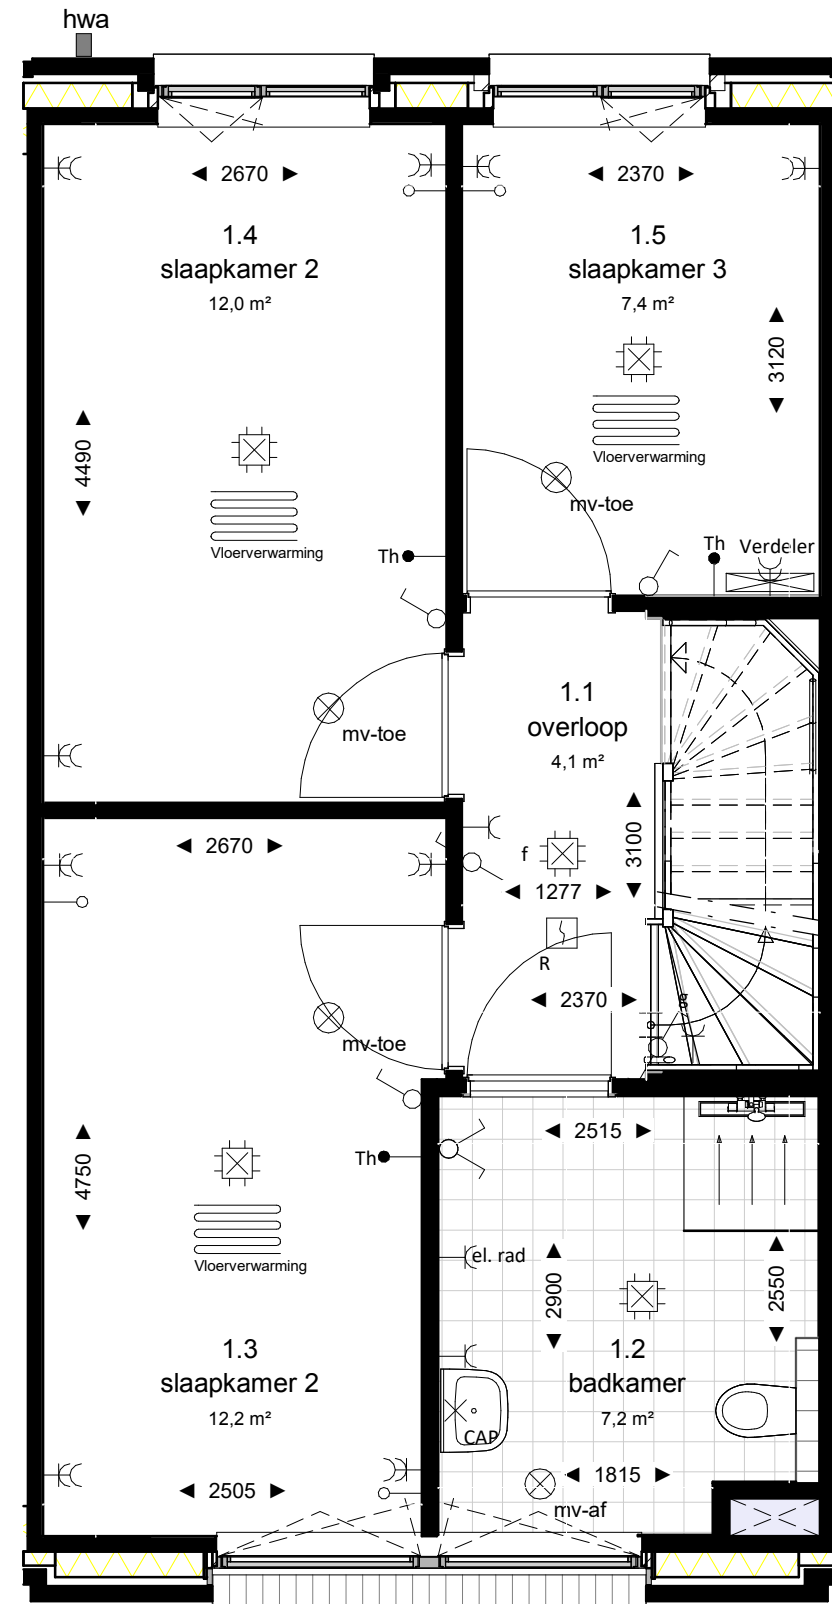 hwa
2670
2370
1.4
slaapkamer 2
12,0 m²
1.5
slaapkamer 3
7,4 m²
3120
4490
Vloerverwarming
Vloerverwarming
mv-toe
Th
Th
Verdeler
1.1
overloop
4,1 m²
mv-toe
3100
2670
f
1277
R
2370
mv-toe
2515
Th
4750
el. rad
2900
2550
Vloerverwarming
1.3
slaapkamer 2
12,2 m²
1.2
badkamer
7,2 m²
CAP
2505
1815
mv-af